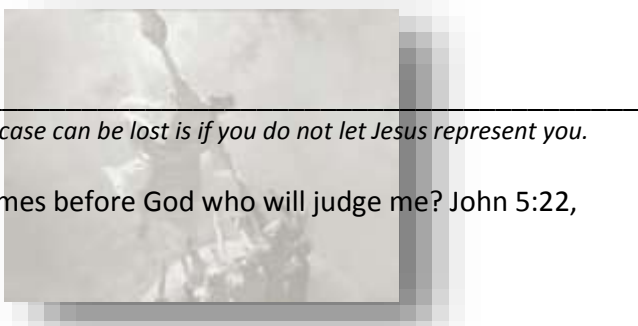 case can be lost is if you do not let Jesus represent you.
mes before God who will judge me? John 5:22,